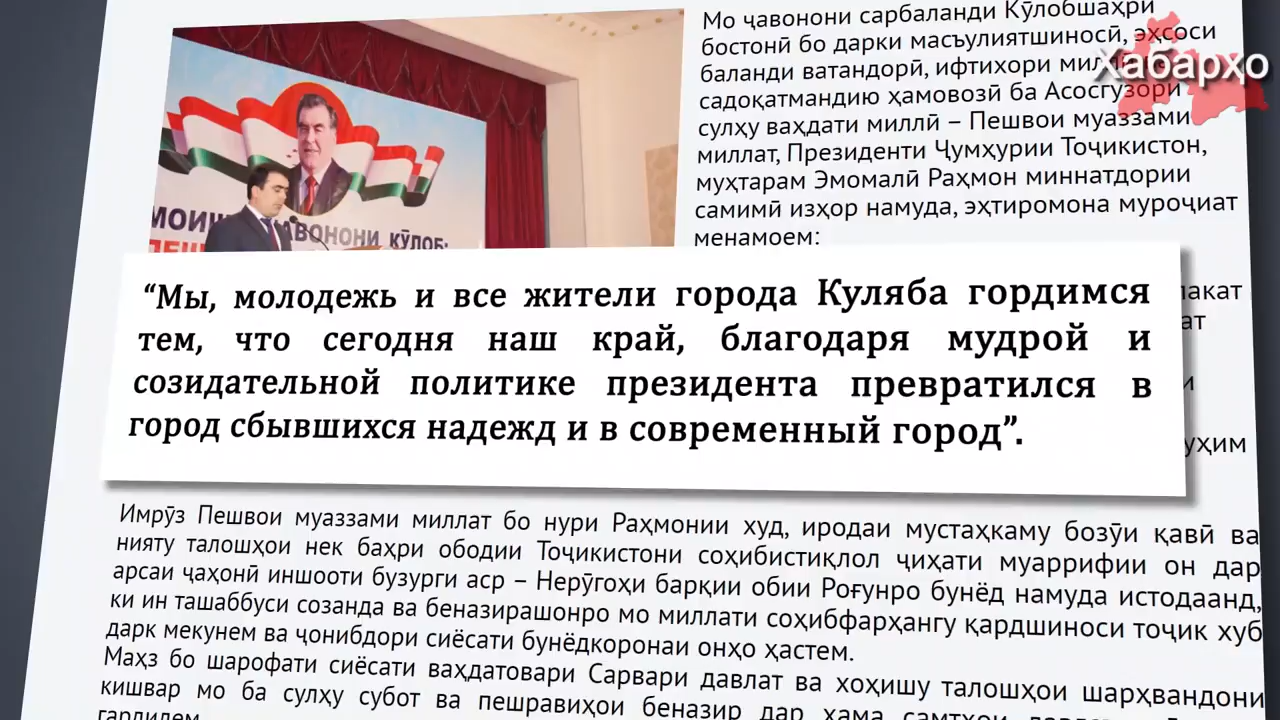 Мо ҷавонони сарбаланди Кӯлобшаҳри
бостонӣ бо дарки масъулиятшиносӣ, эҳсоси
баланди ватандорӣ, ифтихори
садоқатмандию ҳамовозӣ ба Асосгузори
сулҳу ваҳдати миллӣ – Пешвои муаззами
миллат, Президенти Ҷумҳурии Тоҷикистон,
муҳтарам Эмомалӣ Раҳмон миннатдории
самимӣ изҳор намуда, эҳтиромона муроҷиат
менамоем:
Хабарҳо
КӮЛОБ:
“Мы, молодежь и все жители города Куляба гордимся
тем, что сегодня наш край, благодаря мудрой и
созидательной политике президента превратился в
город сбывшихся надежд и в современный город”.
Имрӯз Пешвои муаззами миллат бо нури Раҳмонии худ, иродаи мустаҳкаму бозӯи қавӣ ва
нияту талошҳои нек баҳри ободии Тоҷикистони соҳибистиқлол ҷиҳати муаррифии он дар
арсаи ҷаҳонӣ иншооти бузурги аср – Нерӯгоҳи барқии обии Роғунро бунёд намуда истодаанд,
ки ин ташаббуси созанда ва беназирашонро мо миллати соҳибфарҳангу қардшиноси тоҷик хуб
дарк мекунем ва ҷонибдори сиёсати бунёдкоронаи онҳо ҳастем.
Маҳз бо шарофати сиёсати ваҳдатовари Сарвари давлат ва хоҳишу талошҳои шарҳвандони
кишвар мо ба сулҳу субот ва пешравиҳои беназир дар ҳама самтҳои
гардидем